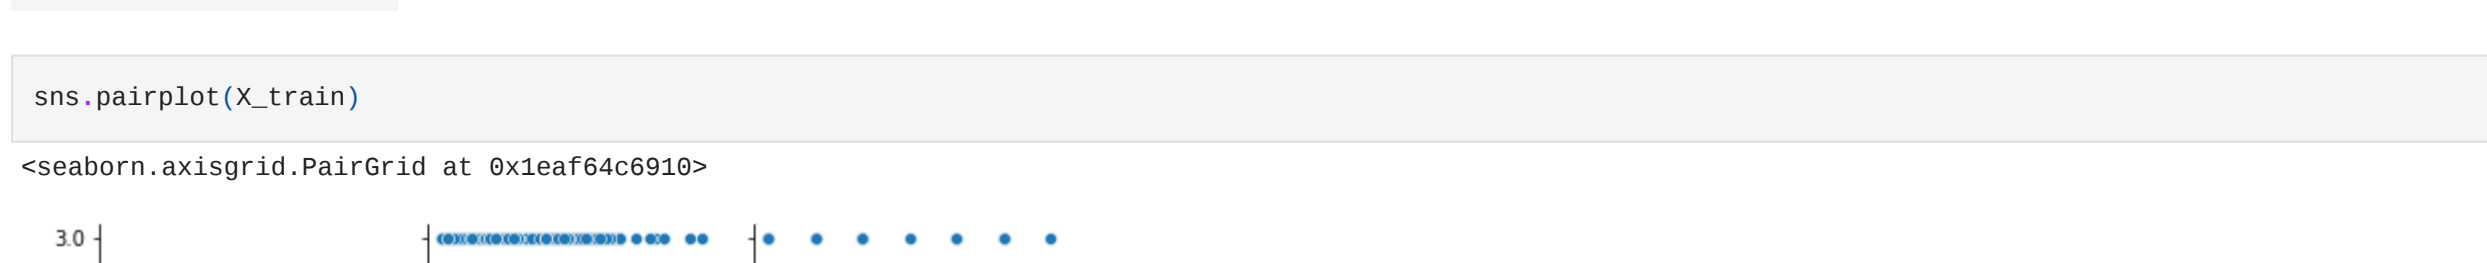 sns.pairplot(X_train)
<seaborn.axisgrid.PairGrid at 0x1eaf64c6910>
3.0